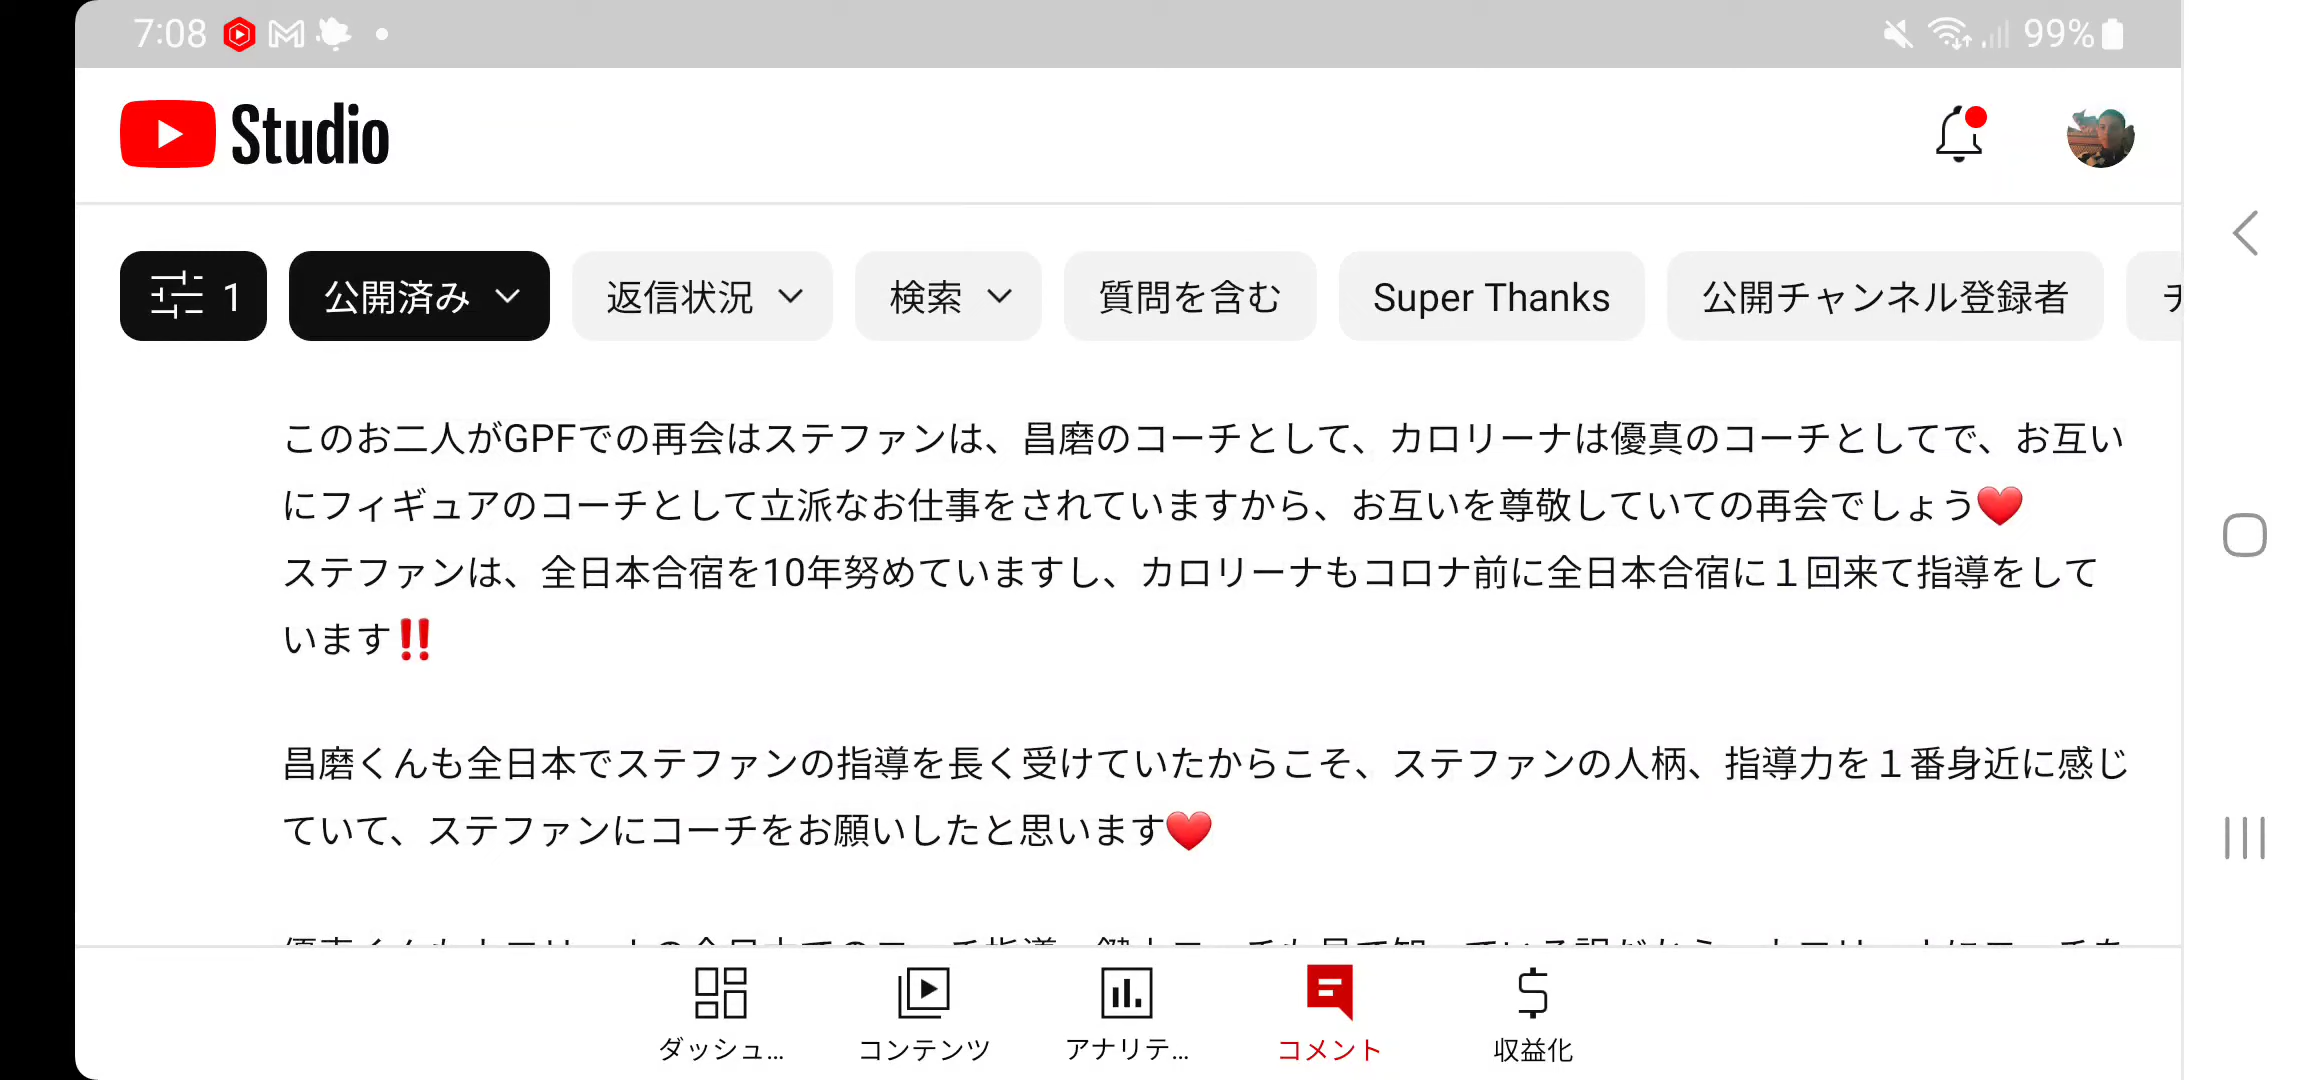 7:08
99%
Studio
1
公開済み
返信状況
検索
質問を含む
Super Thanks
公開チャンネル登録者
このお二人がGPFでの再会はステファンは、昌磨のコーチとして、カロリーナは優真のコーチとしてで、お互い
にフィギュアのコーチとして立派なお仕事をされていますから、お互いを尊敬していての再会でしょう❤️
ステファンは、全日本合宿を10年努めていますし、カロリーナもコロナ前に全日本合宿に１回来て指導をして
います‼️
昌磨くんも全日本でステファンの指導を長く受けていたからこそ、ステファンの人柄、指導力を１番身近に感じ
ていて、ステファンにコーチをお願いしたと思います❤️
ダッシュ...
コンテンツ
アナリテ...
コメント
収益化